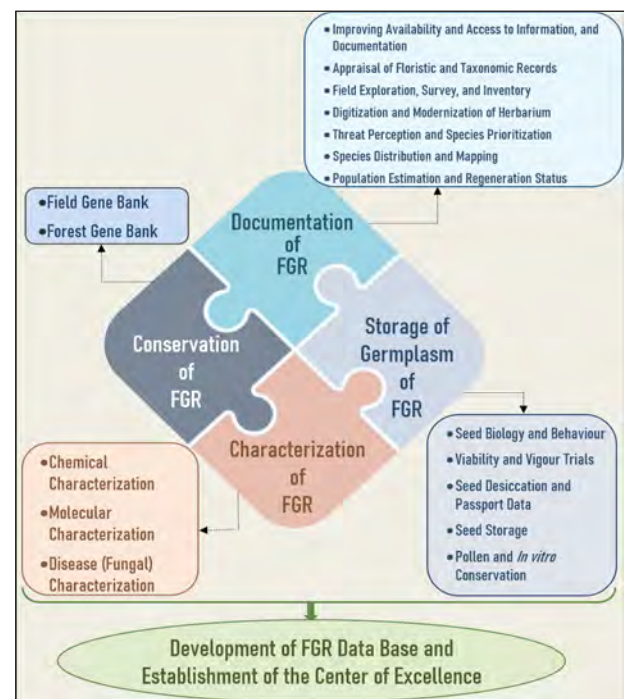 • Improving Availability and Access to Information, and
Documentation
• Appraisal of Floristic and Taxonomic Records
• Field Exploration, Survey, and Inventory
• Digitization and Modernization of Herbarium
• Threat Perception and Species Prioritization
• Species Distribution and Mapping
• Population Estimation and Regeneration Status
• Field Gene Bank
• Forest Gene Bank
Documentation
of
FGR
Conservation
of
FGR
Storage of
Germplasm
of
FGR
Characterization
of
FGR
• Chemical
Characterization
• Molecular
Characterization
• Disease (Fungal)
Characterization
• Seed Biology and Behaviour
• Viability and Vigour Trials
• Seed Desiccation and
Passport Data
• Seed Storage
• Pollen and In vitro
Conservation
Development of FGR Data Base and
Establishment of the Center of Excellence